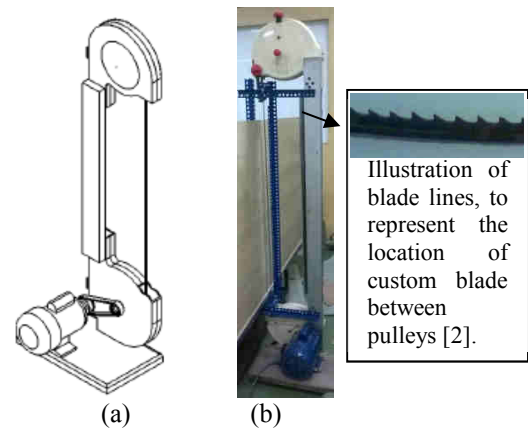 Illustration of
blade lines, to
represent the
location of
custom blade
between
pulleys [2].
(a)
(b)